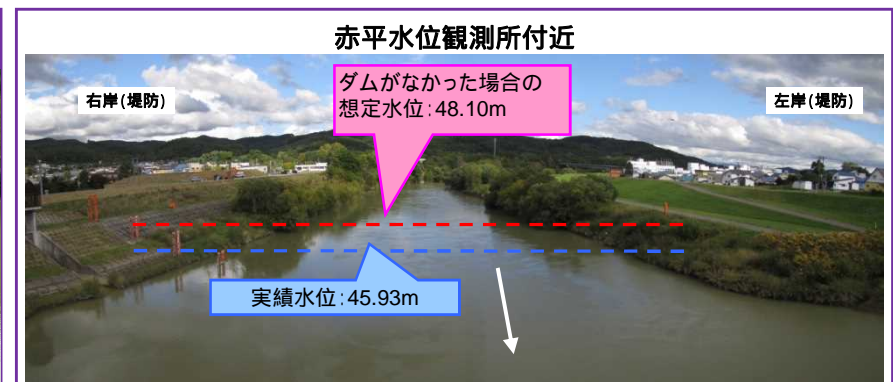 赤平水位観測所付近
ダムがなかった場合の
想定水位:48.10m
右岸(堤防)
左岸(堤防)
実績水位:45.93m